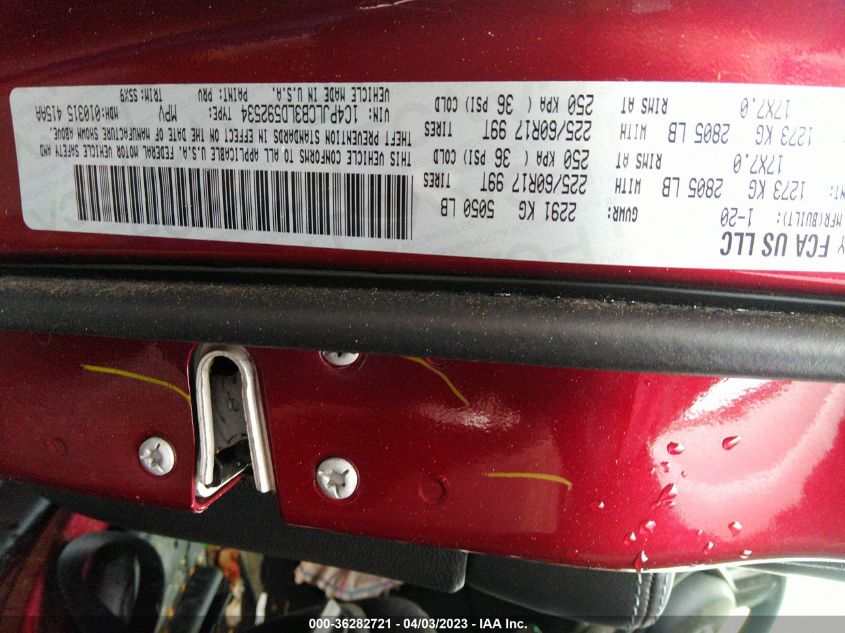 FCA US LLC
MFR(BUILT): 1-20
GVWR: 2291 KG 5050 LB
1273 KG 2805 LB WITH 225/60R17 99T TIRES
17X7.0 RIMS AT 250 KPA ( 36 PSI) COLD
1273 KG 2805 LB WITH 225/60R17 99T TIRES
17X7.0 RIMS AT 250 KPA ( 36 PSI) COLD
THIS VEHICLE CONFORMS TO ALL APPLICABLE U.S.A. FEDERAL MOTOR VEHICLE SAFETY AND
THEFT PREVENTION STANDARDS IN EFFECT ON THE DATE OF MANUFACTURE SHOWN ABOVE.
VIN: 1C4PJLCB3LD592534 TYPE: MPV MDH:010315 415AA
VEHICLE MADE IN U.S.A. PAINT: PRV TRIM: S5X9
000-36282721 - 04/03/2023 - IAA Inc.